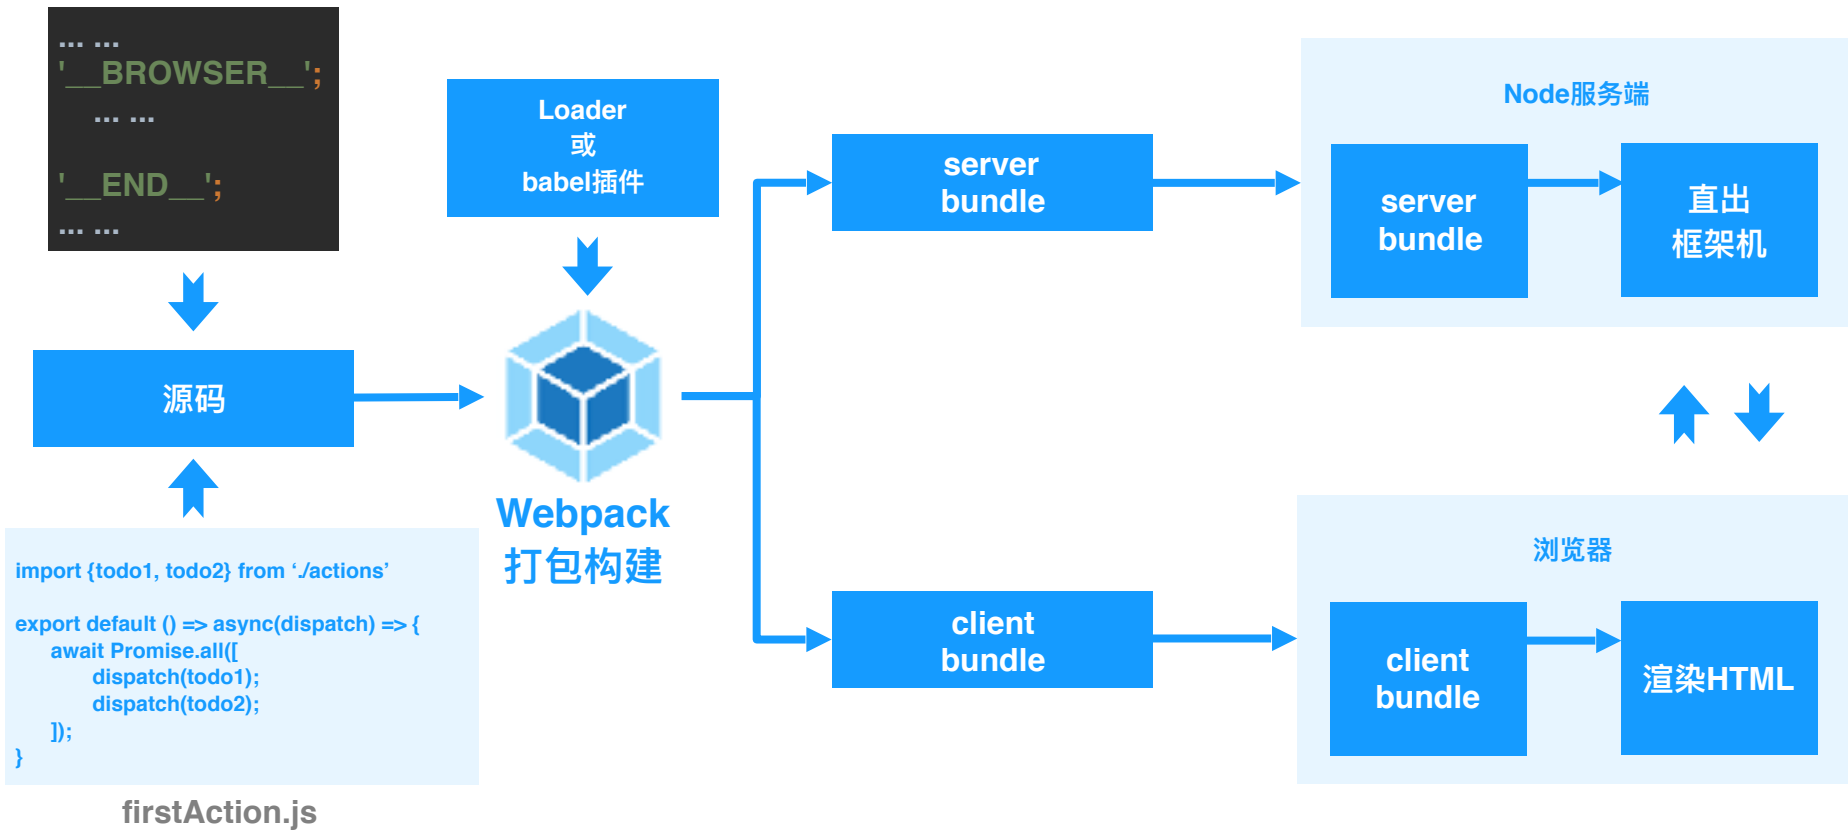 ... ...
'__BROWSER__';
... ...
'__END__';
... ...
源码
import {todo1, todo2} from ‘./actions’
export default () => async(dispatch) => {
await Promise.all([
dispatch(todo1);
dispatch(todo2);
]);
}
firstAction.js
Loader
或
babel插件
Webpack
打包构建
server
bundle
client
bundle
Node服务端
server
bundle
直出
框架机
浏览器
client
bundle
渲染HTML